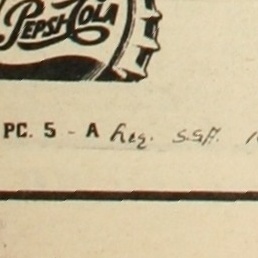 PEPSI-COLA
PC. 5 - A Reg. S.S.A.